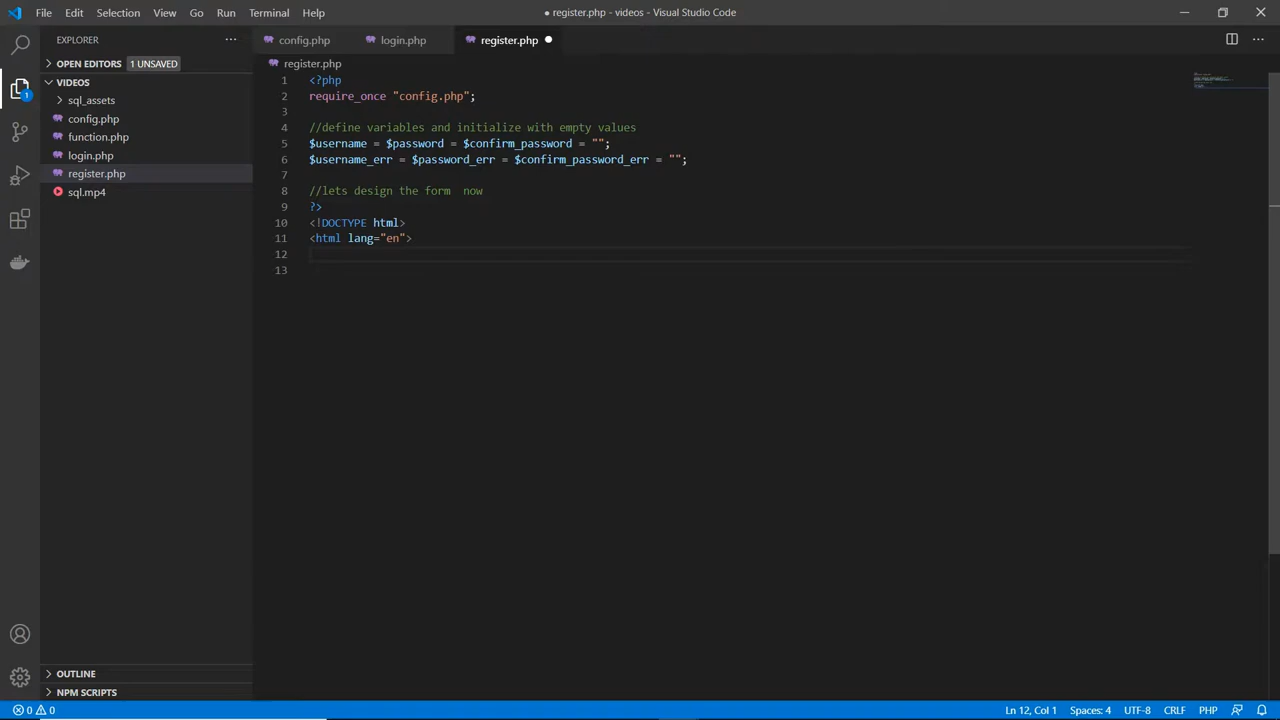 File Edit Selection View Go Run Terminal Help
● register.php - videos - Visual Studio Code
EXPLORER
config.php
login.php
register.php
OPEN EDITORS 1 UNSAVED
VIDEOS
sql_assets
config.php
function.php
login.php
register.php
sql.mp4
OUTLINE
NPM SCRIPTS
1
register.php
1 <?php
2 require_once "config.php";
3
4 //define variables and initialize with empty values
5 $username = $password = $confirm_password = "";
6 $username_err = $password_err = $confirm_password_err = "";
7
8 //lets design the form  now
9 ?>
10 <!DOCTYPE html>
11 <html lang="en">
12
13
0 0
Ln 12, Col 1
Spaces: 4
UTF-8
CRLF
PHP